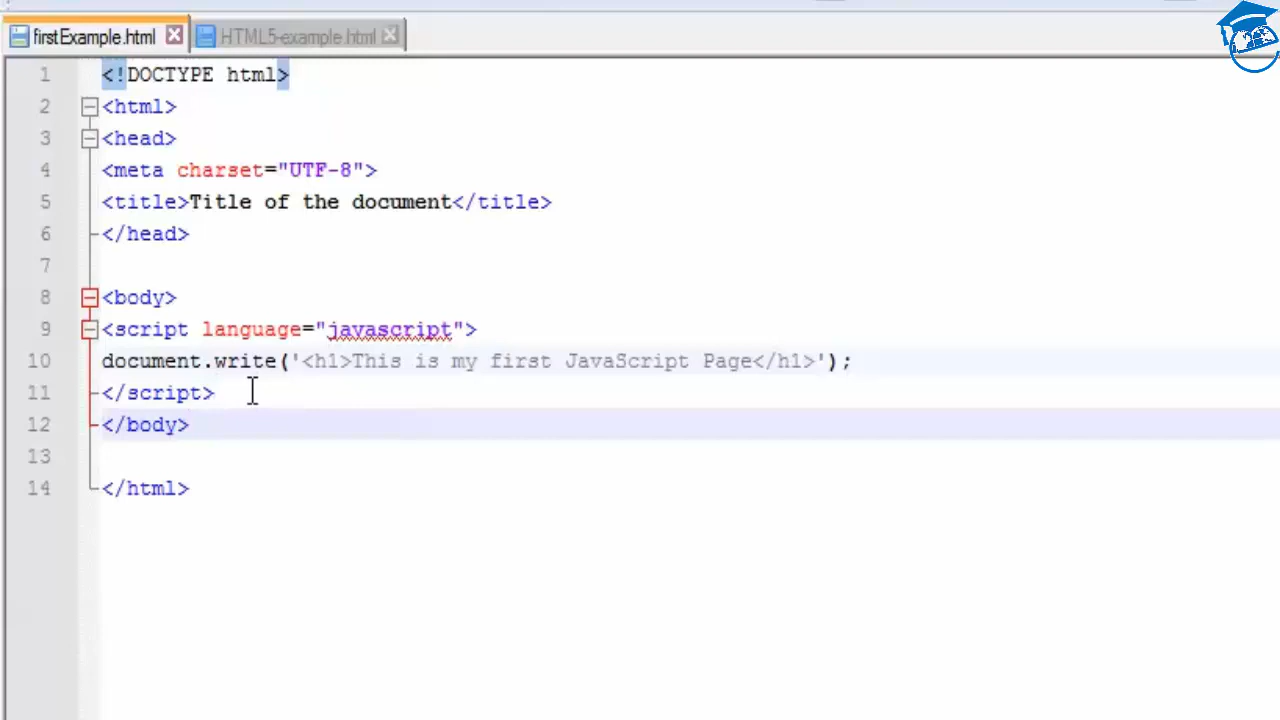 firstExample.html HTML5-example.html
1 <!DOCTYPE html>
2 <html>
3 <head>
4 <meta charset="UTF-8">
5 <title>Title of the document</title>
6 </head>
7
8 <body>
9 <script language="javascript">
10 document.write('<h1>This is my first JavaScript Page</h1>');
11 </script>
12 </body>
13
14 </html>